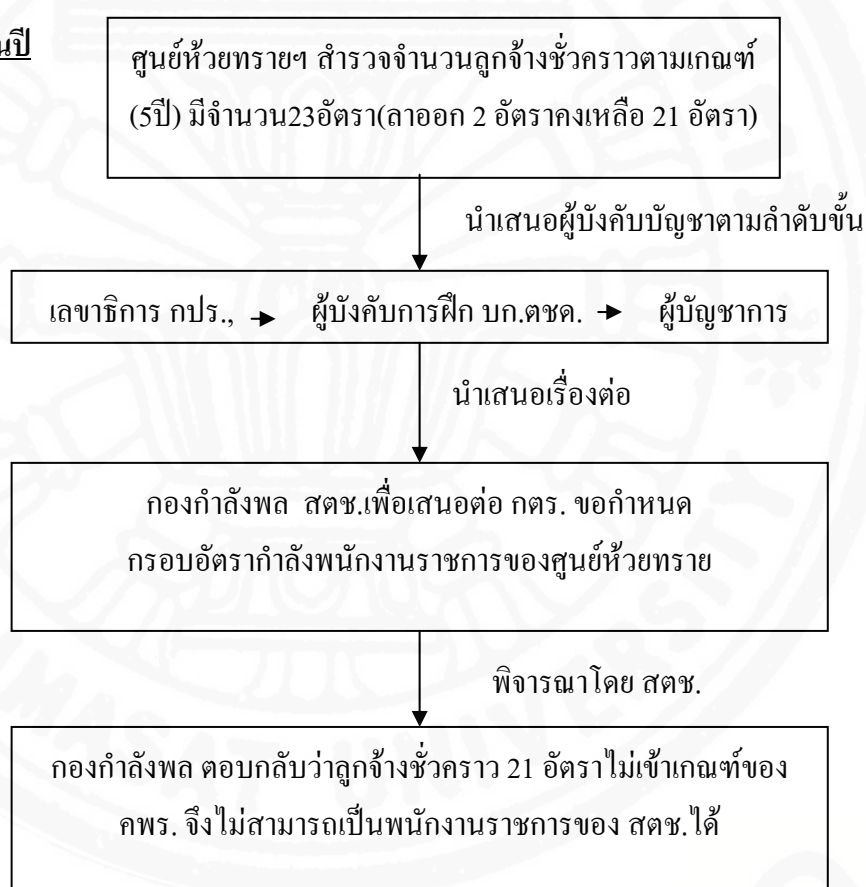 ศูนย์ห้วยทรายฯ สำรวจจำนวนลูกจ้างชั่วคราวตามเกณฑ์
(5ปี) มีจำนวน23อัตรา(ลาออก 2 อัตราคงเหลือ 21 อัตรา)
นำเสนอผู้บังคับบัญชาตามลำดับขั้น
เลขาธิการ กปร., ผู้บังคับการฝึก บก.ตชด. ผู้บัญชาการ
นำเสนอเรื่องต่อ
กองกำลังพล สตช.เพื่อเสนอต่อ กตร. ขอกำหนด
กรอบอัตรากำลังพนักงานราชการของศูนย์ห้วยทราย
พิจารณาโดย สตช.
กองกำลังพล ตอบกลับว่าลูกจ้างชั่วคราว 21 อัตราไม่เข้าเกณฑ์ของ
คพร. จึงไม่สามารถเป็นพนักงานราชการของ สตช.ได้